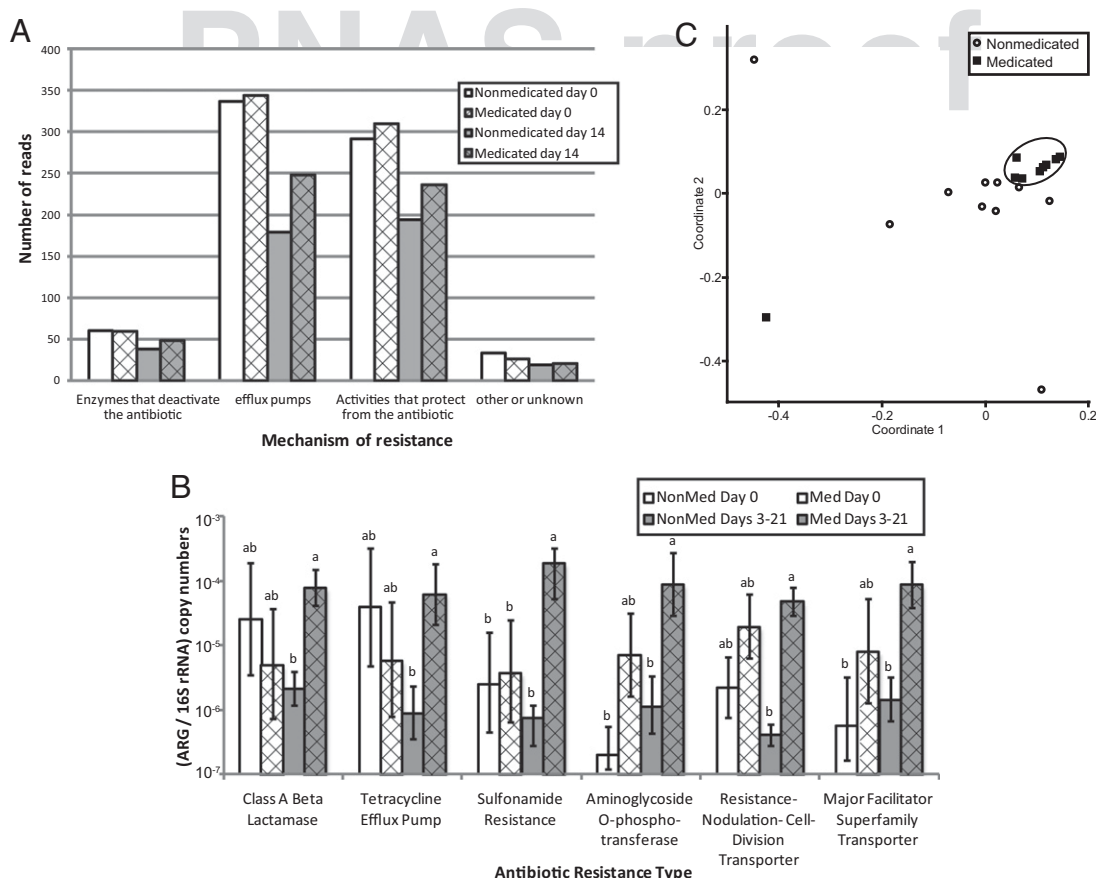 PNAS proof
A
400
350
300
250
200
150
100
50
0
Number of reads
Nonmedicated day 0
Medicated day 0
Nonmedicated day 14
Medicated day 14
Enzymes that deactivate
the antibiotic
efflux pumps
Activities that protect
from the antibiotic
other or unknown
Mechanism of resistance
C
Nonmedicated
Medicated
0.2
0
-0.2
-0.4
Coordinate 2
-0.4
-0.2
0
0.2
Coordinate 1
B
NonMed Day 0
Med Day 0
NonMed Days 3-21
Med Days 3-21
10-3
10-4
10-5
10-6
10-7
(ARG / 16S rRNA) copy numbers
ab ab b a
ab ab b a
b b b a
b ab b a
ab ab b a
b ab b a
Class A Beta
Lactamase
Tetracycline
Efflux Pump
Sulfonamide
Resistance
Aminoglycoside
O-phospho-
transferase
Resistance-
Nodulation- Cell-
Division
Transporter
Major Facilitator
Superfamily
Transporter
Antibiotic Resistance Type